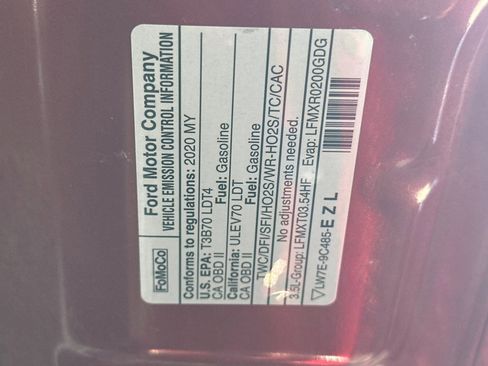 FoMoCo
Ford Motor Company
VEHICLE EMISSION CONTROL INFORMATION
Conforms to regulations: 2020 MY
U.S. EPA: T3B70 LDT4 Fuel: Gasoline
CA OBD II
California: ULEV70 LDT Fuel: Gasoline
CA OBD II
TWC/DFI/SFI/HO2S/WR-HO2S/TC/CAC
No adjustments needed.
3.5L-Group: LFMXT03.54HF Evap: LFMXR0200GDG
LW7E-9C485-EZL